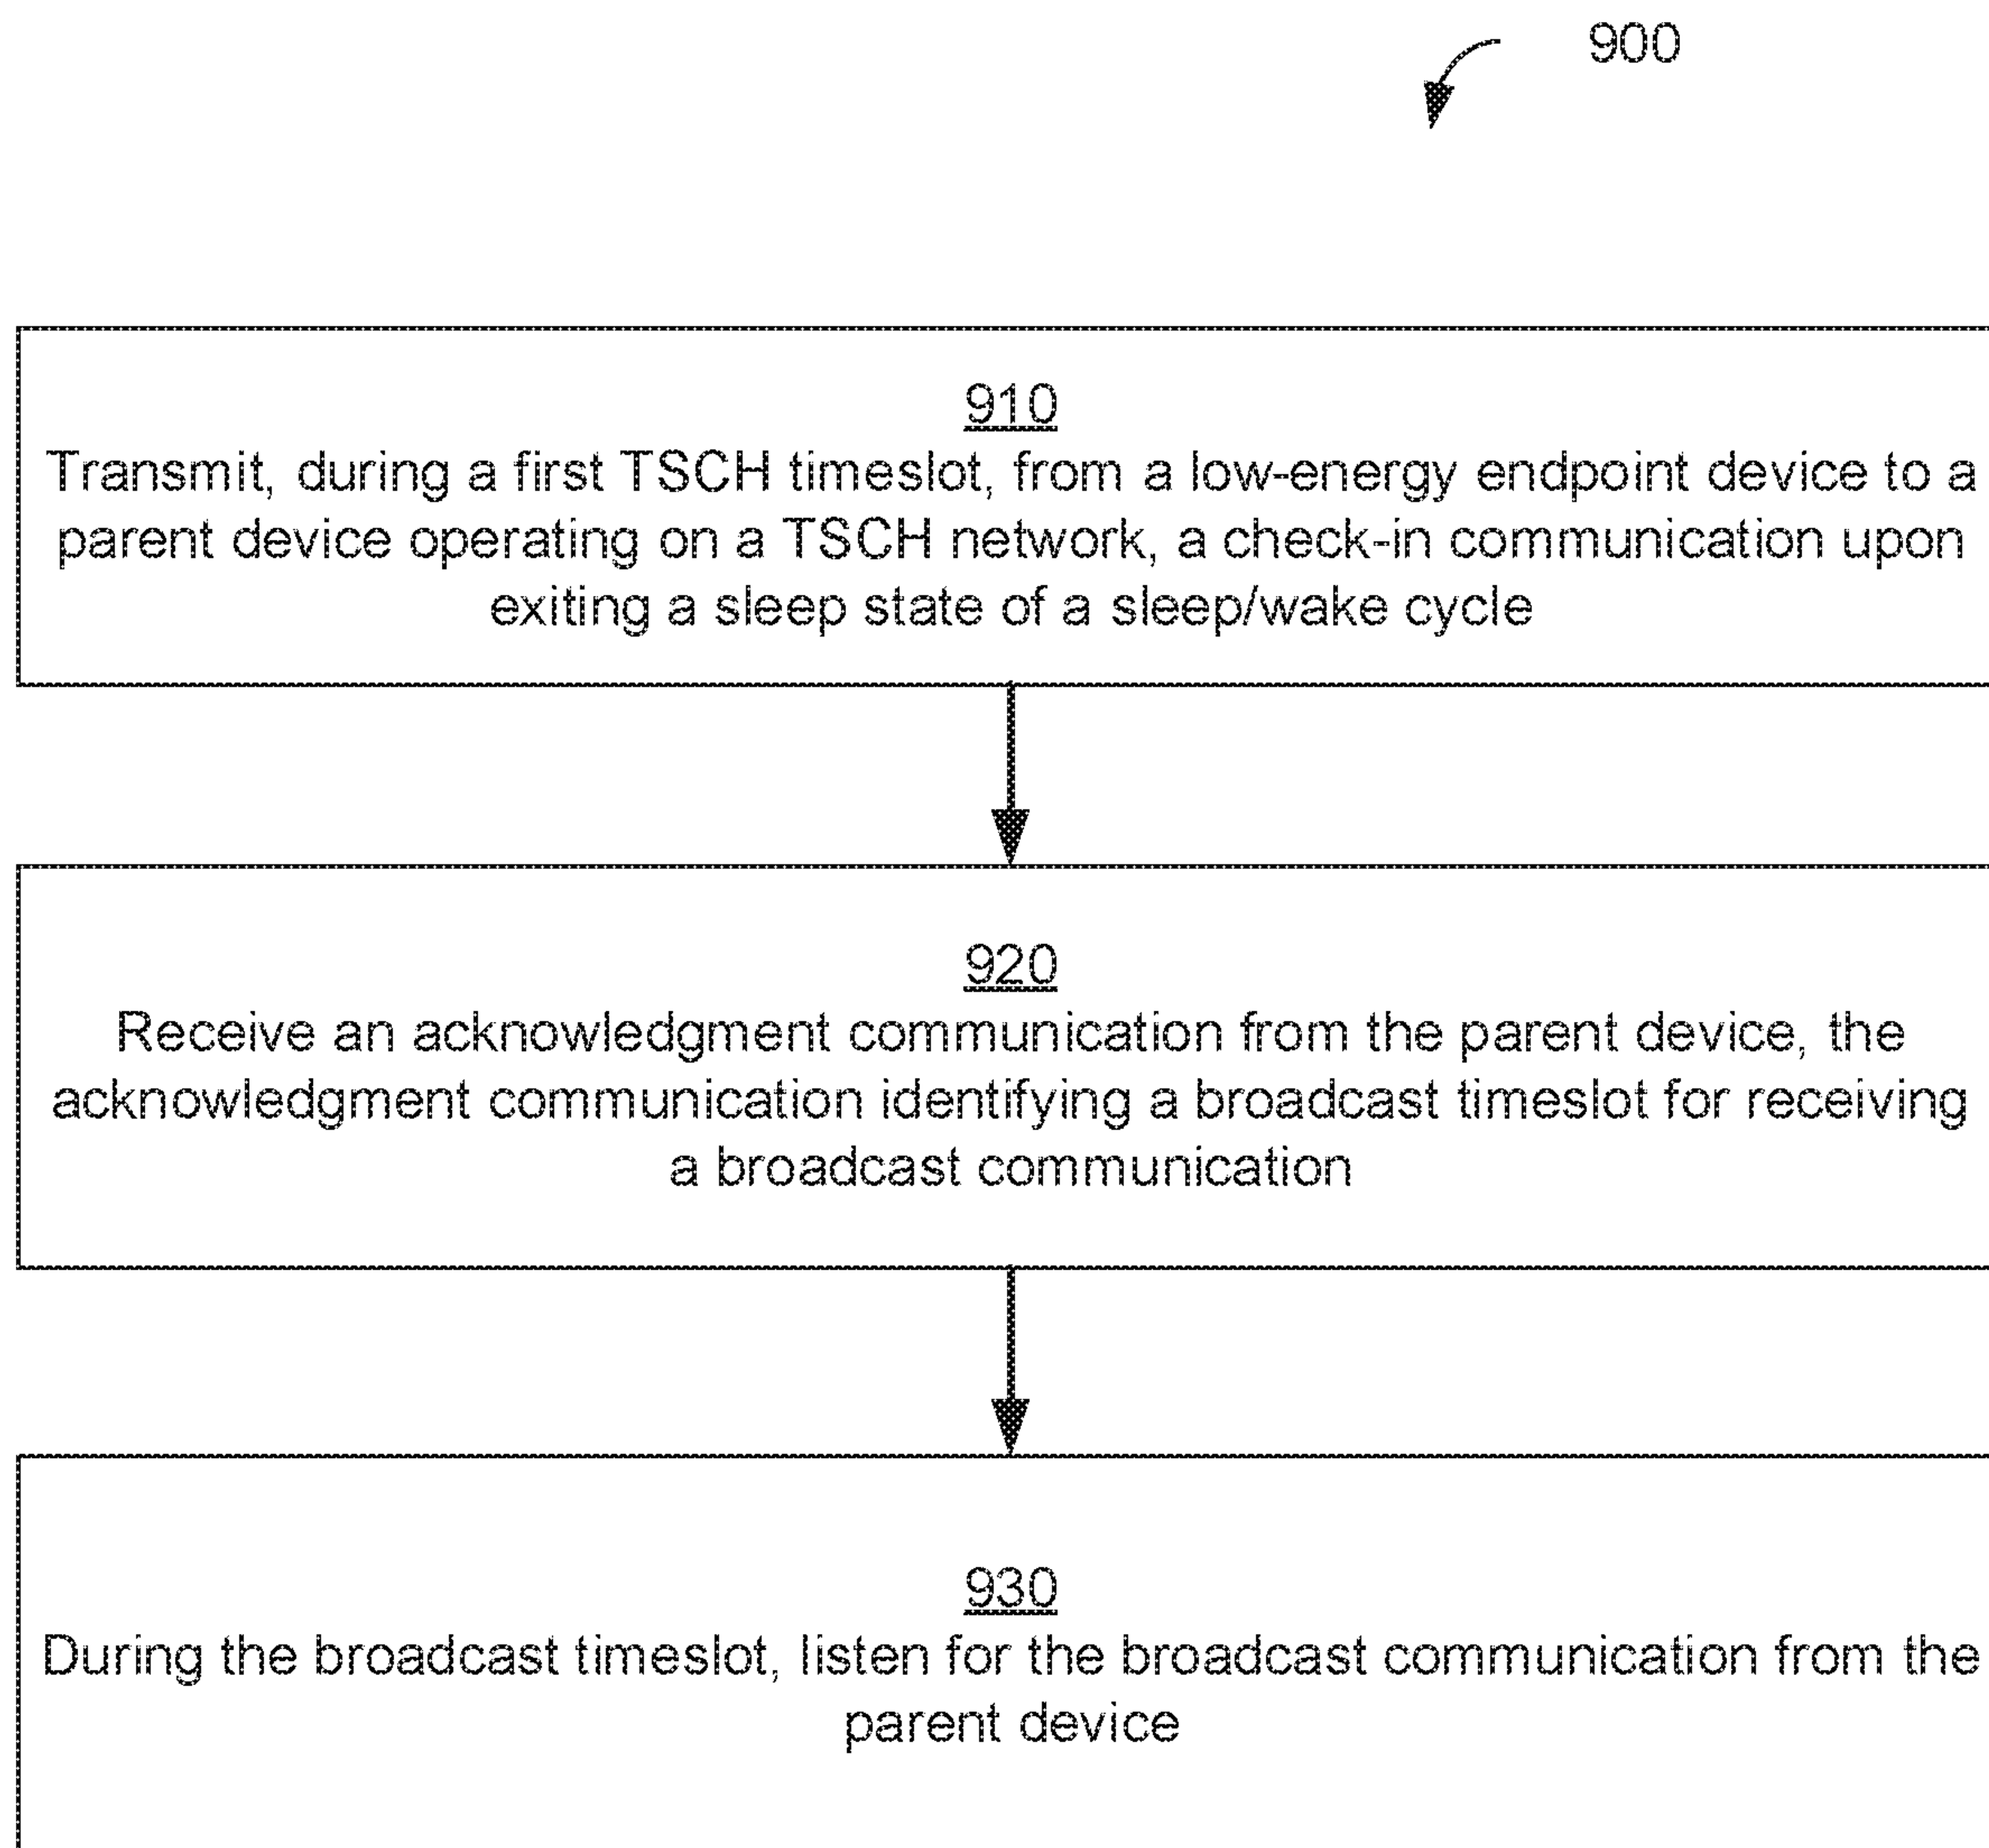 900
910
Transmit, during a first TSCH timeslot, from a low-energy endpoint device to a
parent device operating on a TSCH network, a check-in communication upon
exiting a sleep state of a sleep/wake cycle
920
Receive an acknowledgment communication from the parent device, the
acknowledgment communication identifying a broadcast timeslot for receiving
a broadcast communication
930
During the broadcast timeslot, listen for the broadcast communication from the
parent device